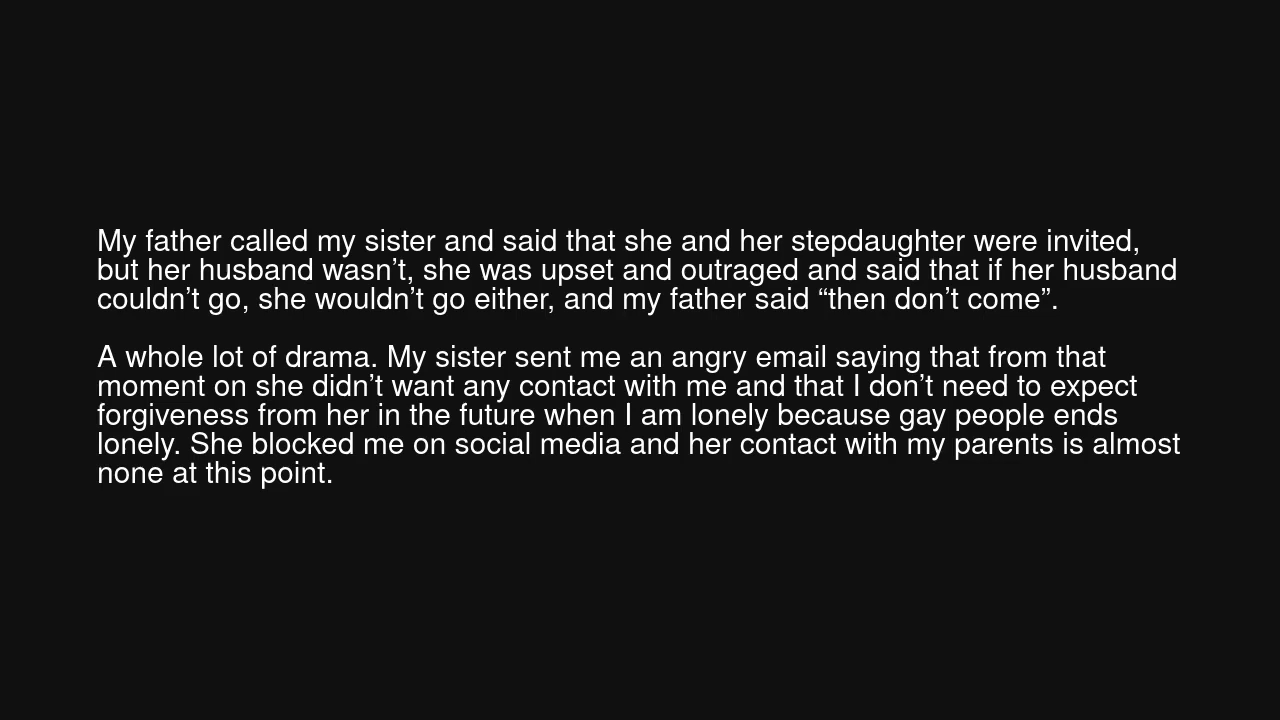 My father called my sister and said that she and her stepdaughter were invited,
but her husband wasn’t, she was upset and outraged and said that if her husband
couldn’t go, she wouldn’t go either, and my father said “then don’t come”.
A whole lot of drama. My sister sent me an angry email saying that from that
moment on she didn’t want any contact with me and that I don’t need to expect
forgiveness from her in the future when I am lonely because gay people ends
lonely. She blocked me on social media and her contact with my parents is almost
none at this point.